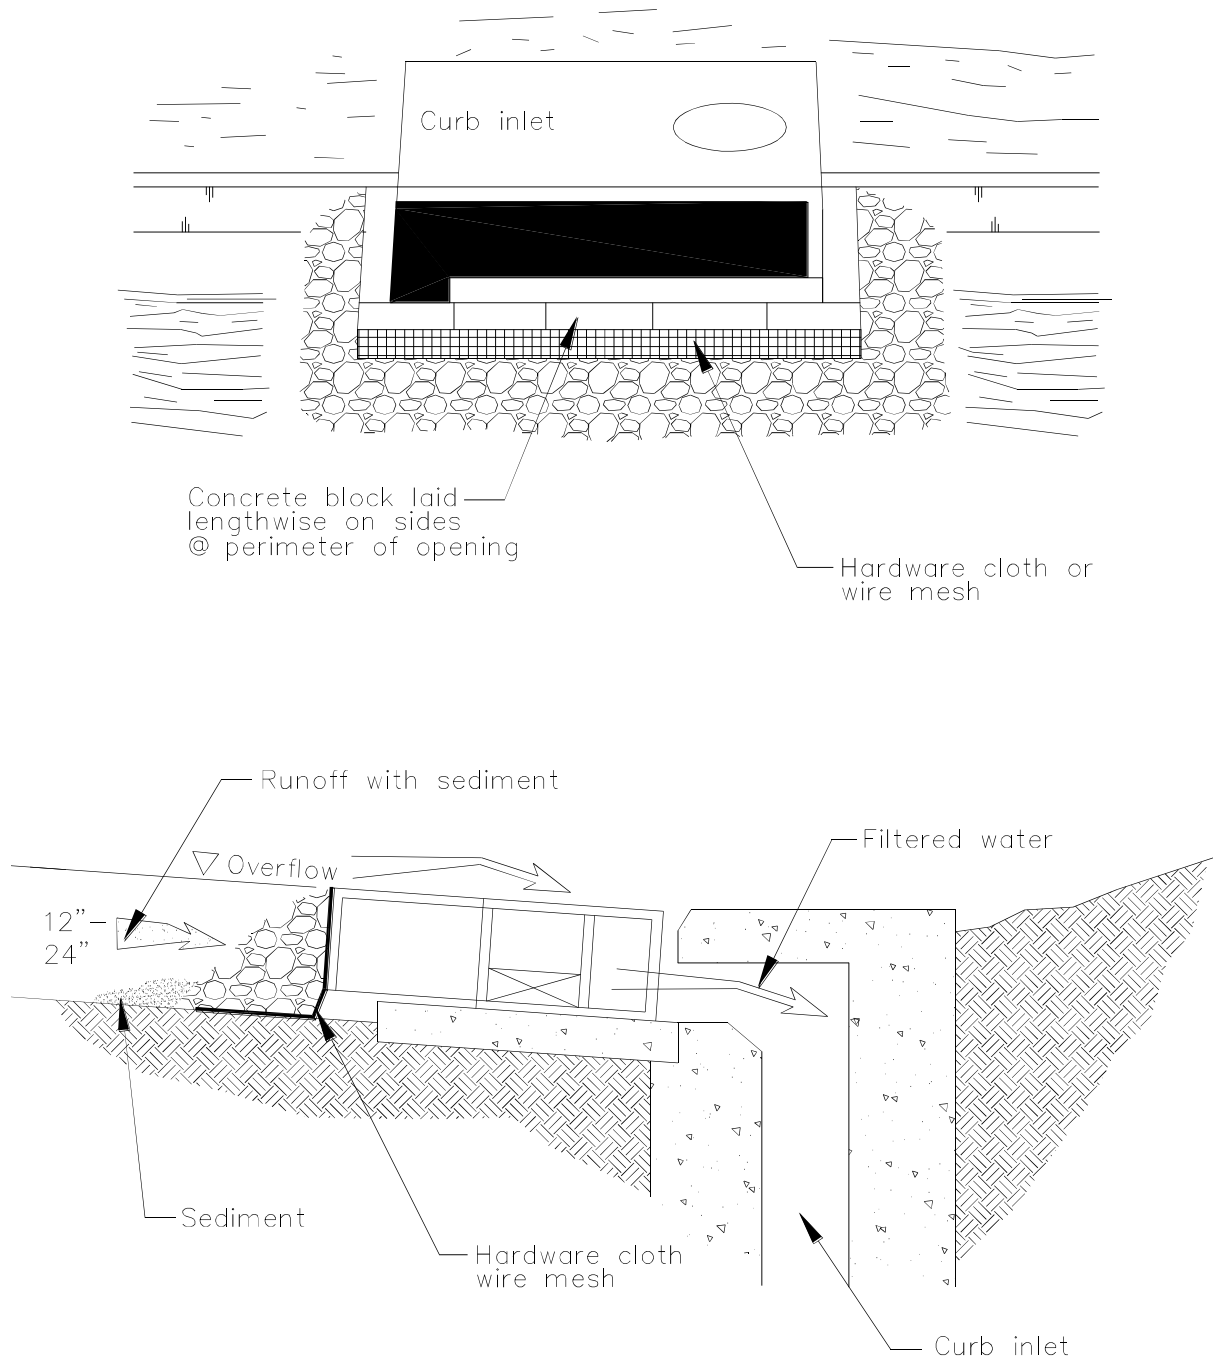 Curb inlet
Concrete block laid
lengthwise on sides
@ perimeter of opening
Hardware cloth or
wire mesh
Runoff with sediment
Filtered water
Overflow
12”–
24”
Sediment
Hardware cloth
wire mesh
Curb inlet